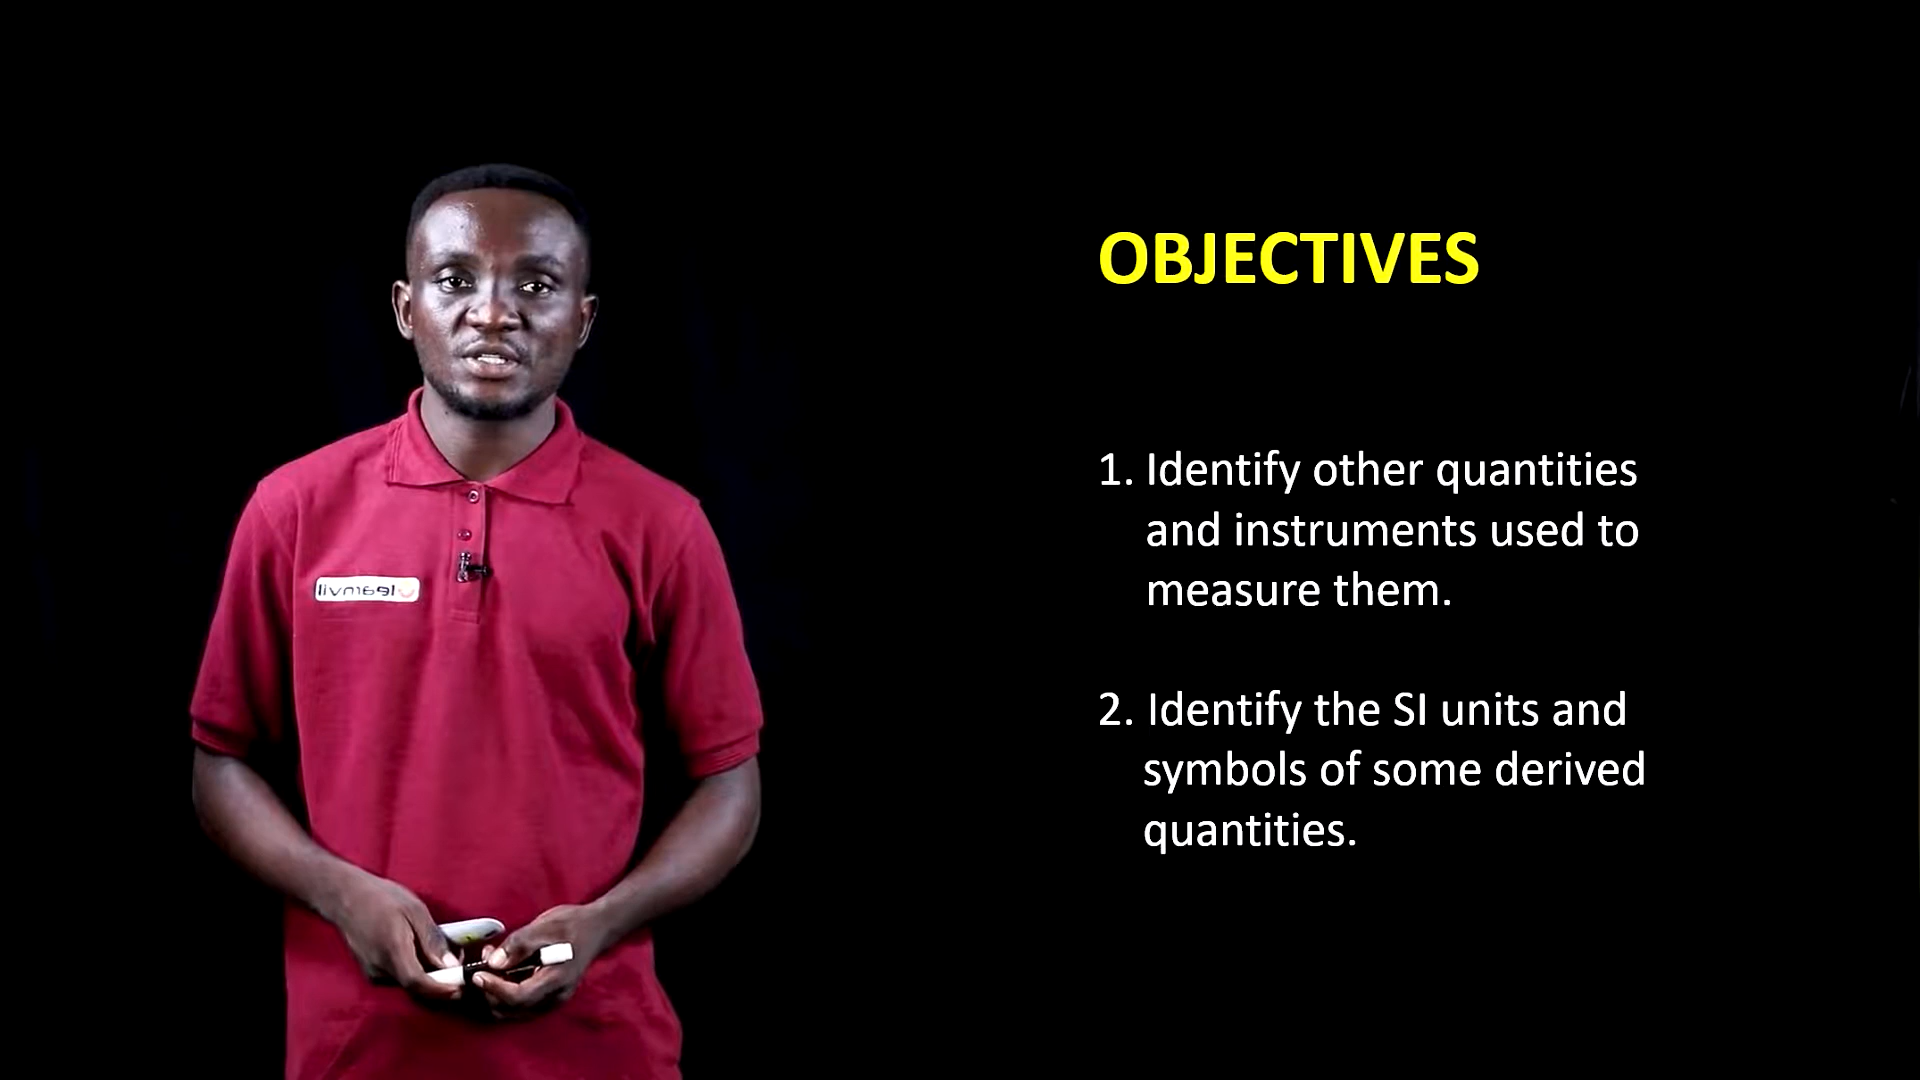 OBJECTIVES
1. Identify other quantities
and instruments used to
measure them.
2. Identify the SI units and
symbols of some derived
quantities.
learnvil